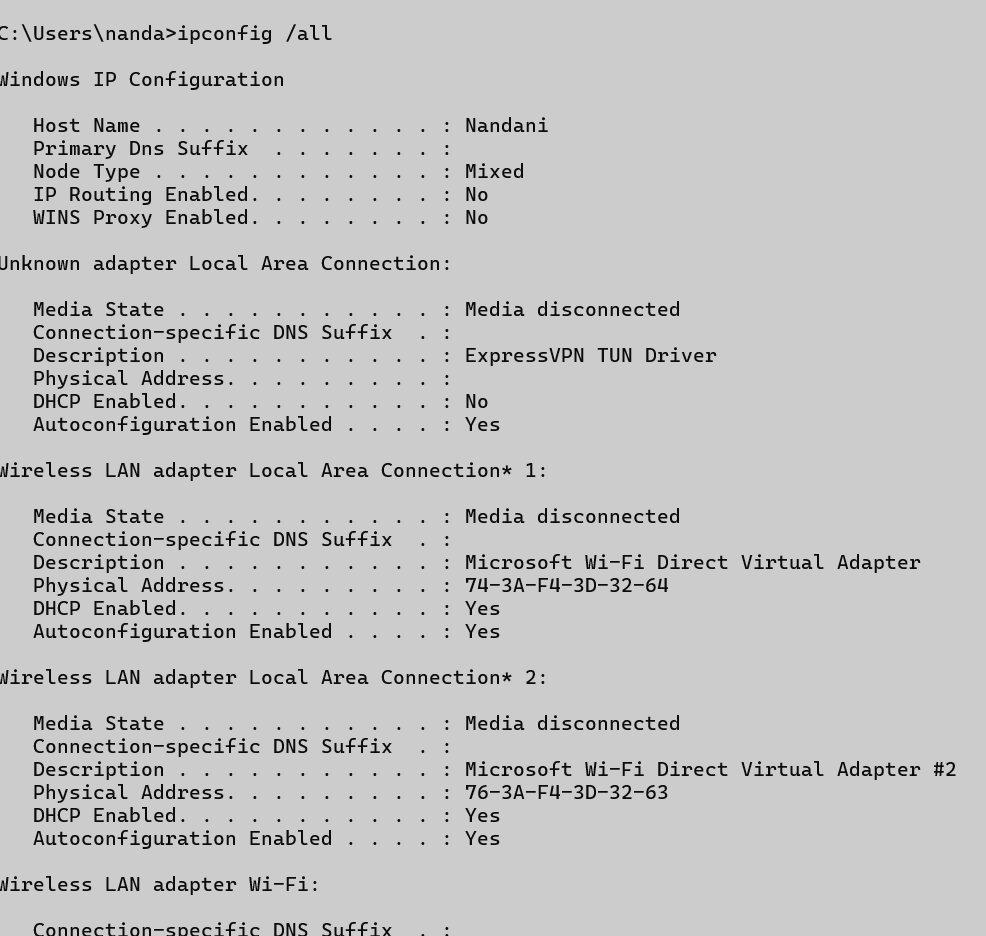 C:\Users\nanda>ipconfig /all
Windows IP Configuration
Host Name . . . . . . . . . . . . : Nandani
Primary Dns Suffix  . . . . . . . :
Node Type . . . . . . . . . . . . : Mixed
IP Routing Enabled. . . . . . . . : No
WINS Proxy Enabled. . . . . . . . : No
Unknown adapter Local Area Connection:
Media State . . . . . . . . . . . : Media disconnected
Connection-specific DNS Suffix  . :
Description . . . . . . . . . . . : ExpressVPN TUN Driver
Physical Address. . . . . . . . . :
DHCP Enabled. . . . . . . . . . . : No
Autoconfiguration Enabled . . . . : Yes
Wireless LAN adapter Local Area Connection* 1:
Media State . . . . . . . . . . . : Media disconnected
Connection-specific DNS Suffix  . :
Description . . . . . . . . . . . : Microsoft Wi-Fi Direct Virtual Adapter
Physical Address. . . . . . . . . : 74-3A-F4-3D-32-64
DHCP Enabled. . . . . . . . . . . : Yes
Autoconfiguration Enabled . . . . : Yes
Wireless LAN adapter Local Area Connection* 2:
Media State . . . . . . . . . . . : Media disconnected
Connection-specific DNS Suffix  . :
Description . . . . . . . . . . . : Microsoft Wi-Fi Direct Virtual Adapter #2
Physical Address. . . . . . . . . : 76-3A-F4-3D-32-63
DHCP Enabled. . . . . . . . . . . : Yes
Autoconfiguration Enabled . . . . : Yes
Wireless LAN adapter Wi-Fi:
Connection-specific DNS Suffix  . :